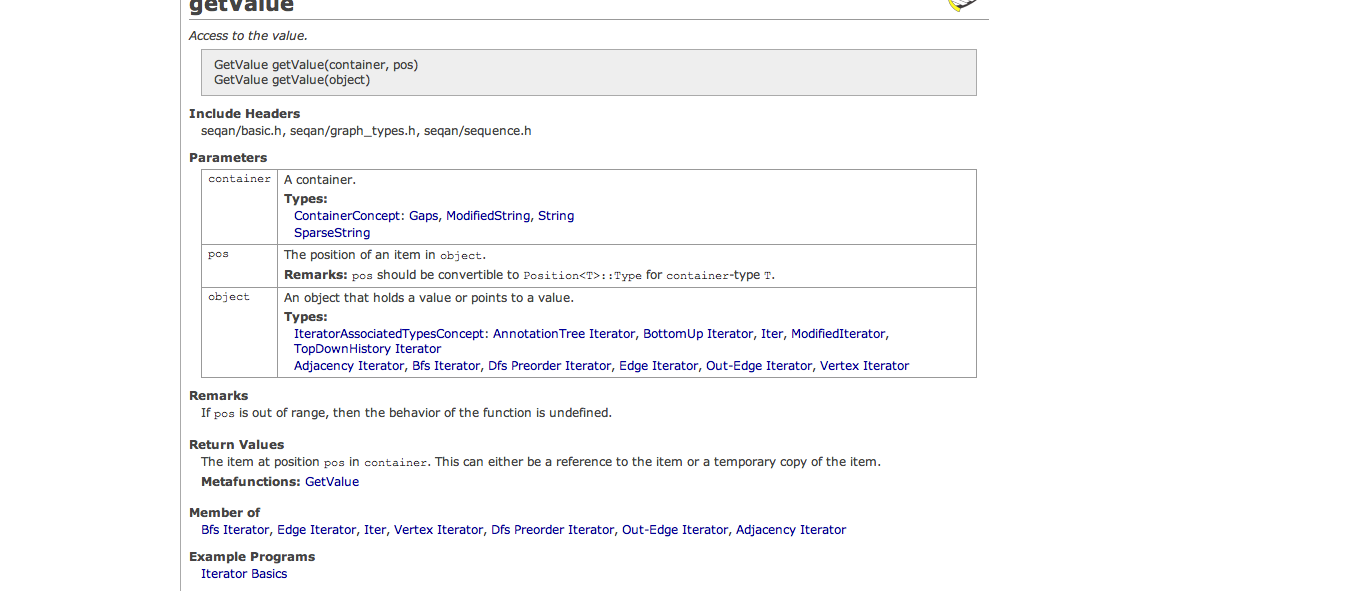 getValue
Access to the value.
GetValue getValue(container, pos)
GetValue getValue(object)
Include Headers
seqan/basic.h, seqan/graph_types.h, seqan/sequence.h
Parameters
container A container.
Types:
ContainerConcept: Gaps, ModifiedString, String
SparseString
pos The position of an item in object.
Remarks: pos should be convertible to Position<T>::Type for container-type T.
object An object that holds a value or points to a value.
Types:
IteratorAssociatedTypesConcept: AnnotationTree Iterator, BottomUp Iterator, Iter, ModifiedIterator,
TopDownHistory Iterator
Adjacency Iterator, Bfs Iterator, Dfs Preorder Iterator, Edge Iterator, Out-Edge Iterator, Vertex Iterator
Remarks
If pos is out of range, then the behavior of the function is undefined.
Return Values
The item at position pos in container. This can either be a reference to the item or a temporary copy of the item.
Metafunctions: GetValue
Member of
Bfs Iterator, Edge Iterator, Iter, Vertex Iterator, Dfs Preorder Iterator, Out-Edge Iterator, Adjacency Iterator
Example Programs
Iterator Basics